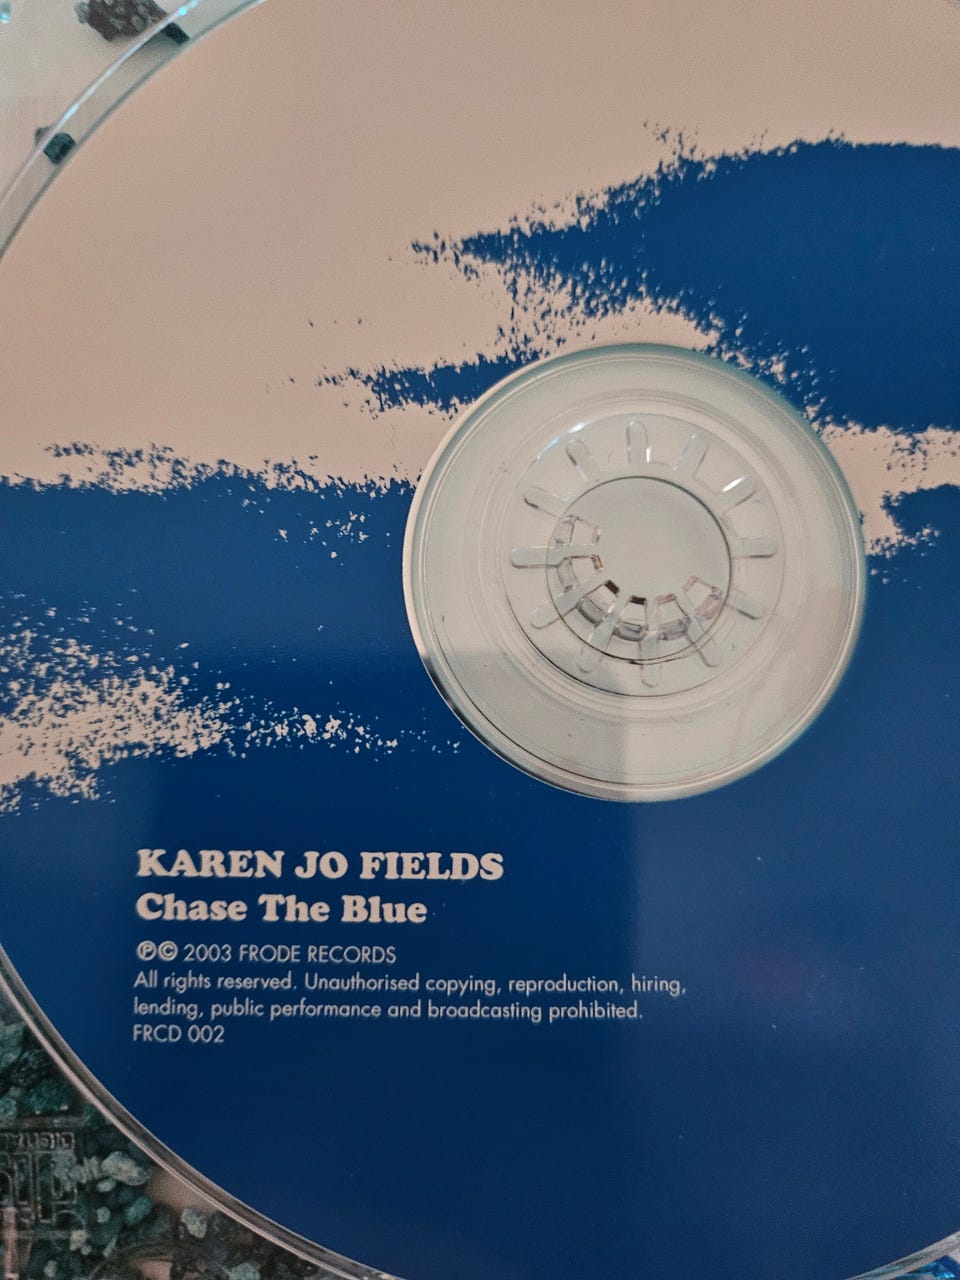 KAREN JO FIELDS
Chase The Blue
℗© 2003 FRODE RECORDS
All rights reserved. Unauthorised copying, reproduction, hiring,
lending, public performance and broadcasting prohibited.
FRCD 002